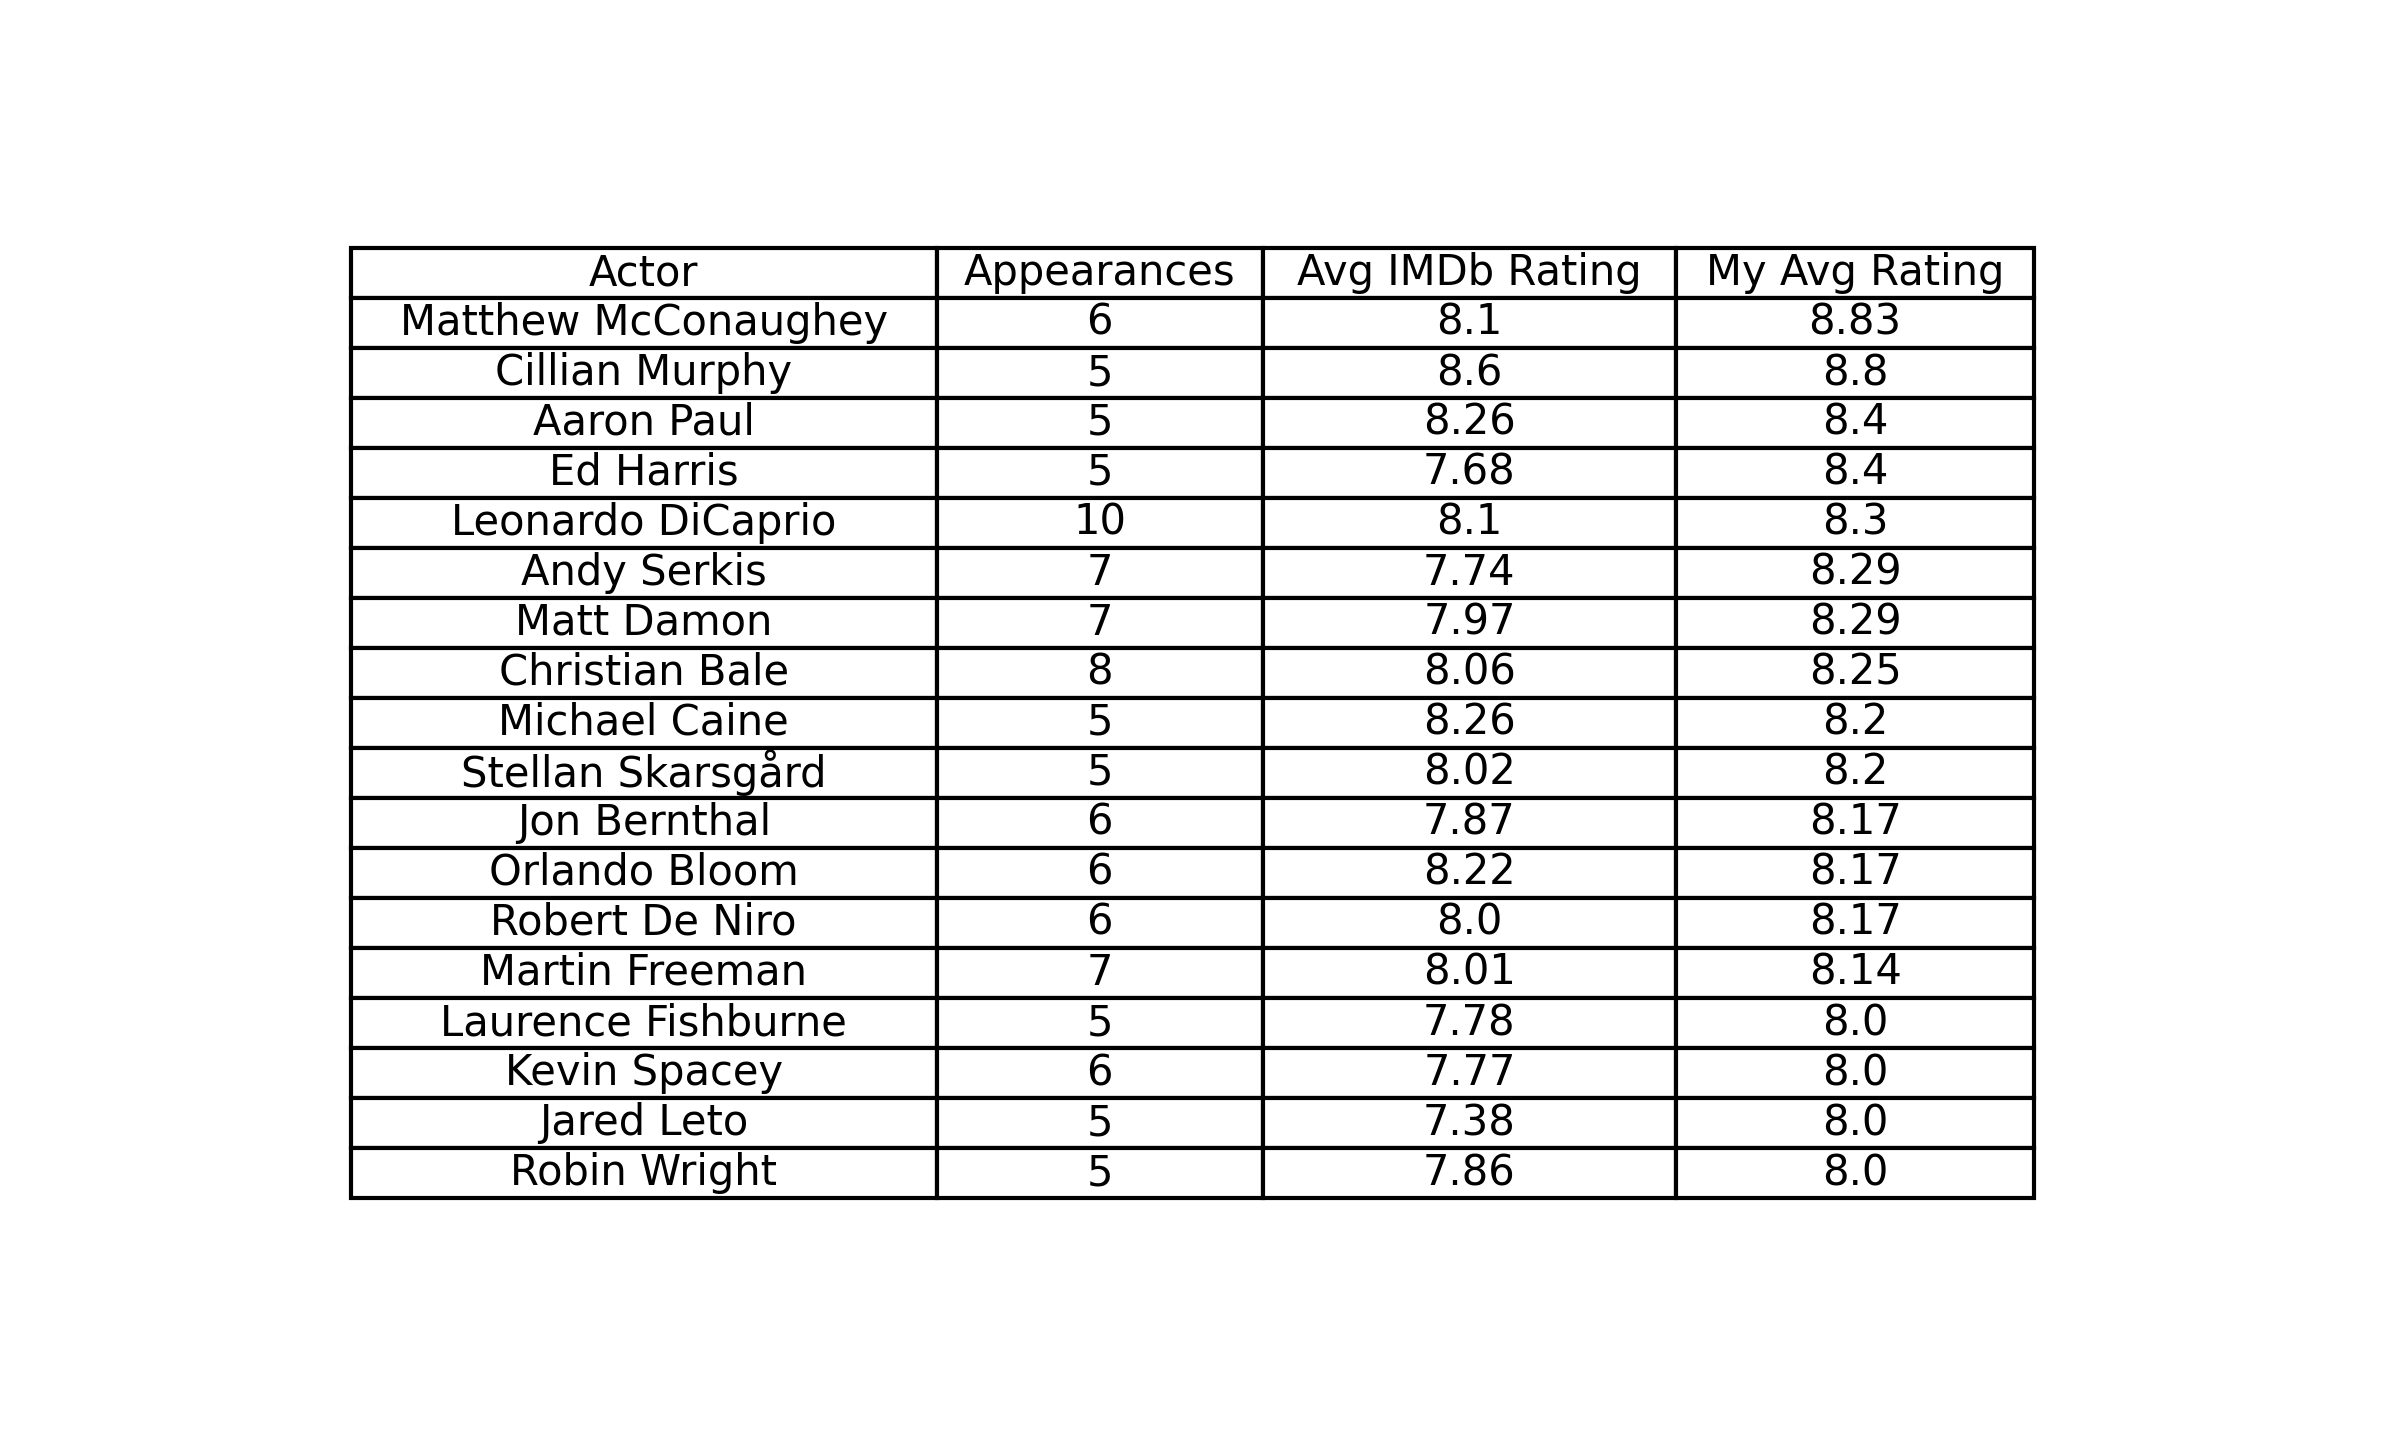 Actor Appearances Avg IMDb Rating My Avg Rating
Matthew McConaughey 6 8.1 8.83
Cillian Murphy 5 8.6 8.8
Aaron Paul 5 8.26 8.4
Ed Harris 5 7.68 8.4
Leonardo DiCaprio 10 8.1 8.3
Andy Serkis 7 7.74 8.29
Matt Damon 7 7.97 8.29
Christian Bale 8 8.06 8.25
Michael Caine 5 8.26 8.2
Stellan Skarsgård 5 8.02 8.2
Jon Bernthal 6 7.87 8.17
Orlando Bloom 6 8.22 8.17
Robert De Niro 6 8.0 8.17
Martin Freeman 7 8.01 8.14
Laurence Fishburne 5 7.78 8.0
Kevin Spacey 6 7.77 8.0
Jared Leto 5 7.38 8.0
Robin Wright 5 7.86 8.0